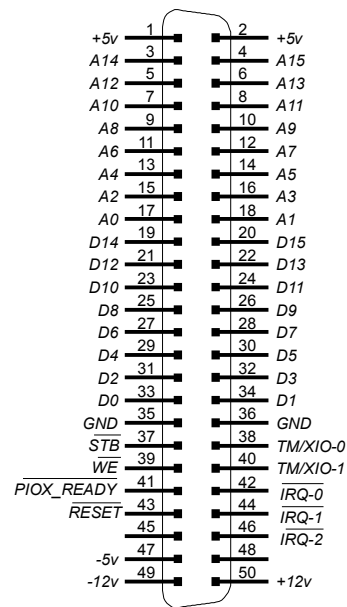 +5v 1 2 +5v
A14 3 4 A15
A12 5 6 A13
A10 7 8 A11
A8 9 10 A9
A6 11 12 A7
A4 13 14 A5
A2 15 16 A3
A0 17 18 A1
D14 19 20 D15
D12 21 22 D13
D10 23 24 D11
D8 25 26 D9
D6 27 28 D7
D4 29 30 D5
D2 31 32 D3
D0 33 34 D1
GND 35 36 GND
STB 37 38 TM/XIO-0
WE 39 40 TM/XIO-1
PIOX_READY 41 42 IRQ-0
RESET 43 44 IRQ-1
45 46 IRQ-2
-5v 47 48
-12v 49 50 +12v